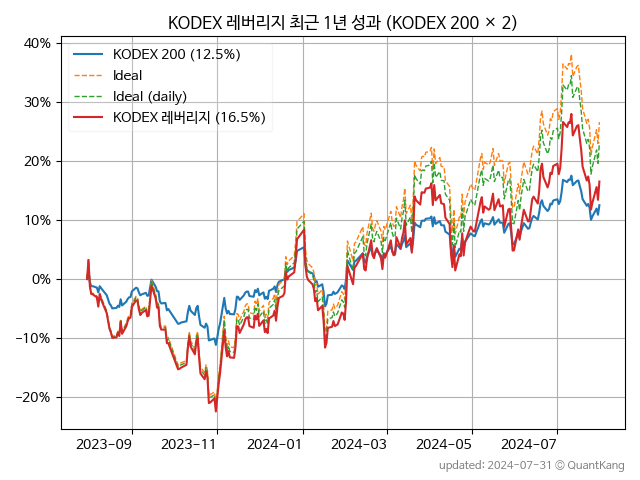 KODEX 레버리지 최근 1년 성과 (KODEX 200 × 2)
40%
30%
20%
10%
0%
−10%
−20%
KODEX 200 (12.5%)
Ideal
Ideal (daily)
KODEX 레버리지 (16.5%)
2023-09
2023-11
2024-01
2024-03
2024-05
2024-07
updated: 2024-07-31 © QuantKang